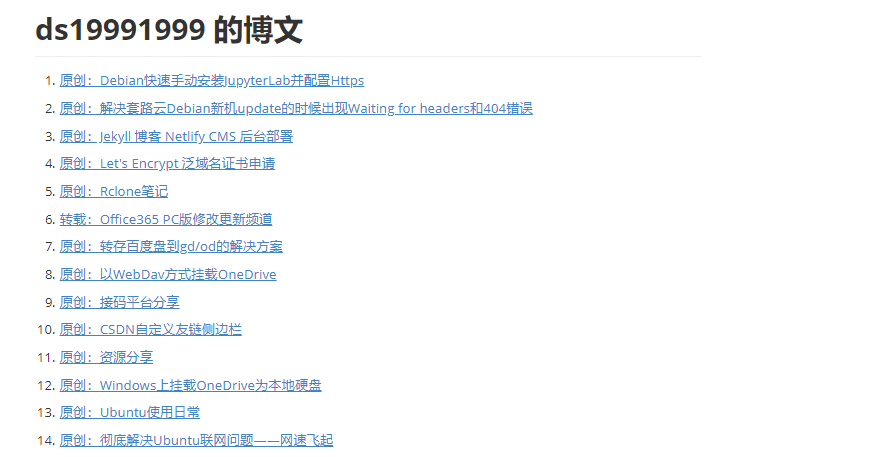 ds19991999 的博文
1. 原创：Debian快速手动安装JupyterLab并配置Https
2. 原创：解决套路云Debian新机update的时候出现Waiting for headers和404错误
3. 原创：Jekyll 博客 Netlify CMS 后台部署
4. 原创：Let's Encrypt 泛域名证书申请
5. 原创：Rclone笔记
6. 转载：Office365 PC版修改更新频道
7. 原创：转存百度盘到gd/od的解决方案
8. 原创：以WebDav方式挂载OneDrive
9. 原创：接码平台分享
10. 原创：CSDN自定义友链侧边栏
11. 原创：资源分享
12. 原创：Windows上挂载OneDrive为本地硬盘
13. 原创：Ubuntu使用日常
14. 原创：彻底解决Ubuntu联网问题——网速飞起